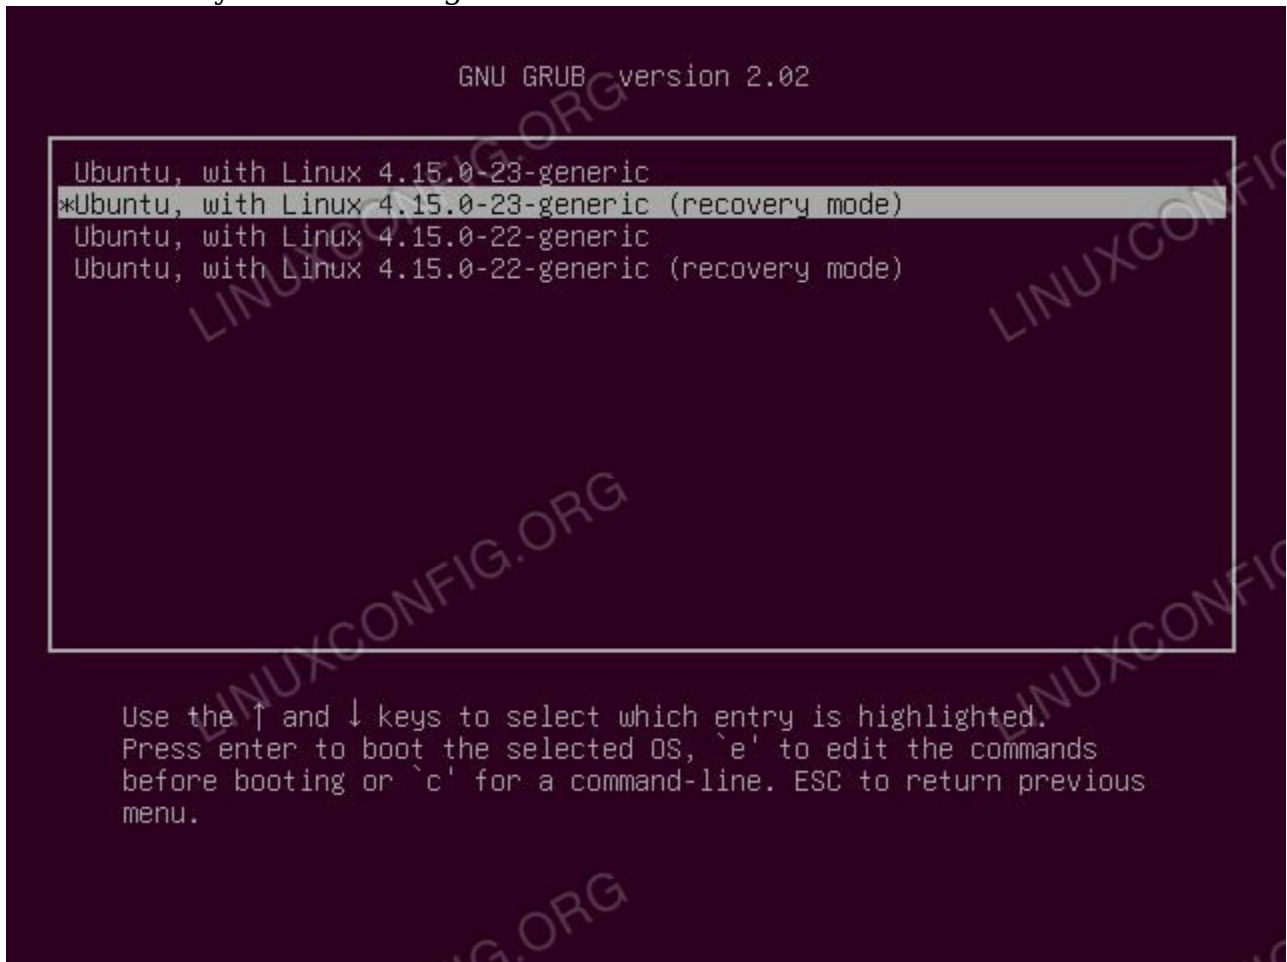 GNU GRUB version 2.02
Ubuntu, with Linux 4.15.0-23-generic
*Ubuntu, with Linux 4.15.0-23-generic (recovery mode)
Ubuntu, with Linux 4.15.0-22-generic
Ubuntu, with Linux 4.15.0-22-generic (recovery mode)
LINUXCONFIG.ORG
LINUXCONFIG
LINUXCONFIG.ORG
LINUXCONFIG
Use the ↑ and ↓ keys to select which entry is highlighted.
Press enter to boot the selected OS, `e' to edit the commands
before booting or `c' for a command-line. ESC to return previous
menu.
IG.ORG